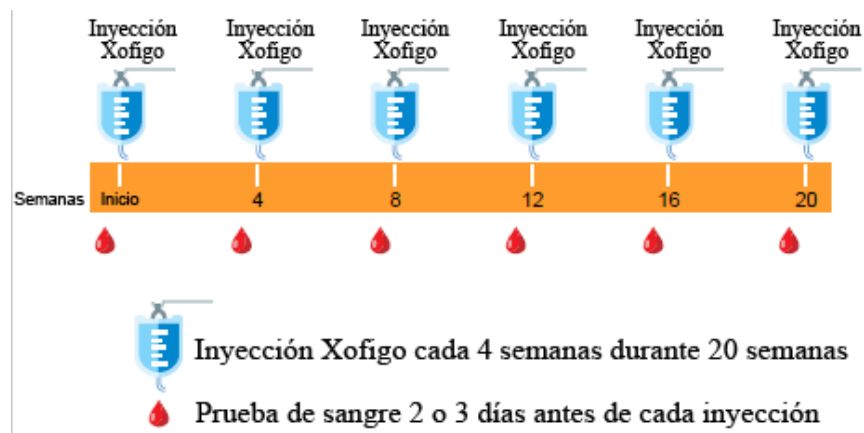 Inyección Inyección Inyección Inyección Inyección Inyección
Xofigo Xofigo Xofigo Xofigo Xofigo Xofigo
Semanas Inicio 4 8 12 16 20
Inyección Xofigo cada 4 semanas durante 20 semanas
Prueba de sangre 2 o 3 días antes de cada inyección